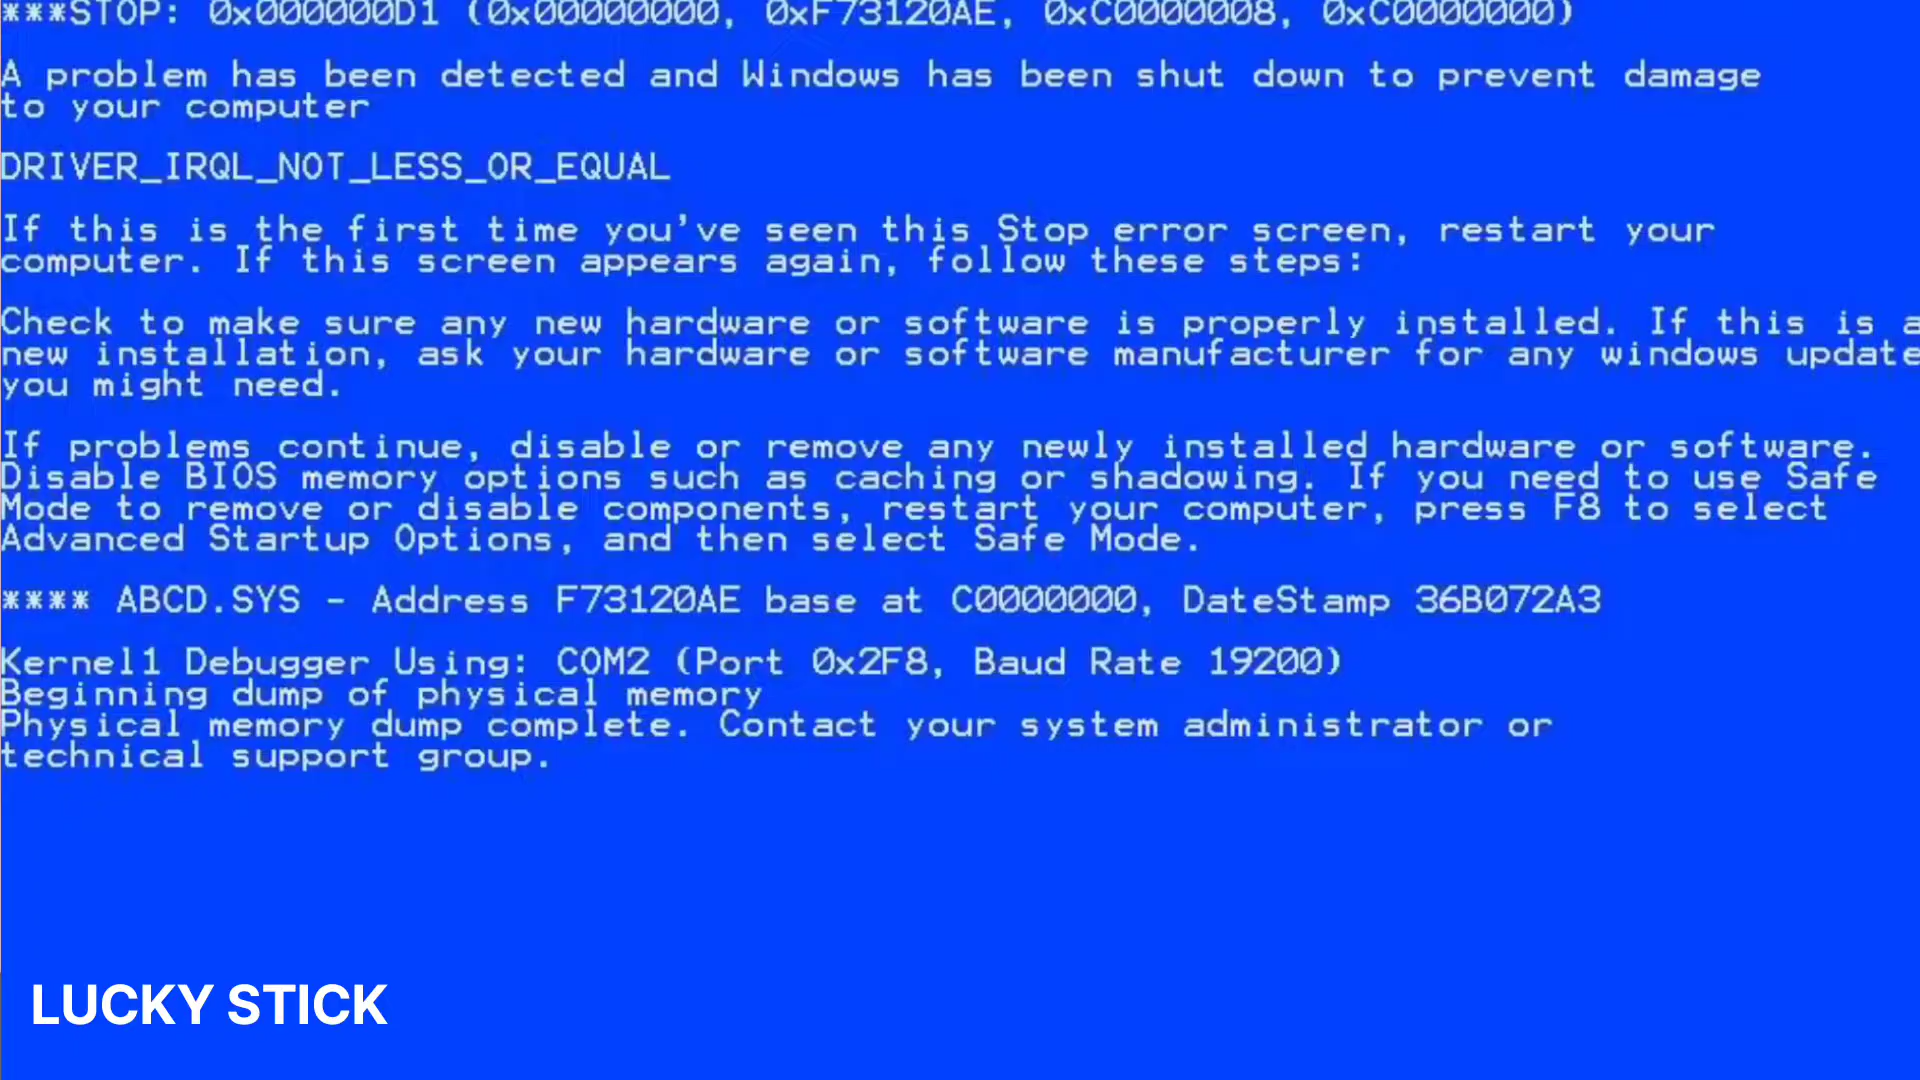 ***STOP: 0x000000D1 (0x00000000, 0xF73120AE, 0xC0000008, 0xC0000000)
A problem has been detected and Windows has been shut down to prevent damage
to your computer
DRIVER_IRQL_NOT_LESS_OR_EQUAL
If this is the first time you've seen this Stop error screen, restart your
computer. If this screen appears again, follow these steps:
Check to make sure any new hardware or software is properly installed. If this is a
new installation, ask your hardware or software manufacturer for any windows update
you might need.
If problems continue, disable or remove any newly installed hardware or software.
Disable BIOS memory options such as caching or shadowing. If you need to use Safe
Mode to remove or disable components, restart your computer, press F8 to select
Advanced Startup Options, and then select Safe Mode.
**** ABCD.SYS - Address F73120AE base at C0000000, DateStamp 36B072A3
Kernel1 Debugger Using: COM2 (Port 0x2F8, Baud Rate 19200)
Beginning dump of physical memory
Physical memory dump complete. Contact your system administrator or
technical support group.
LUCKY STICK